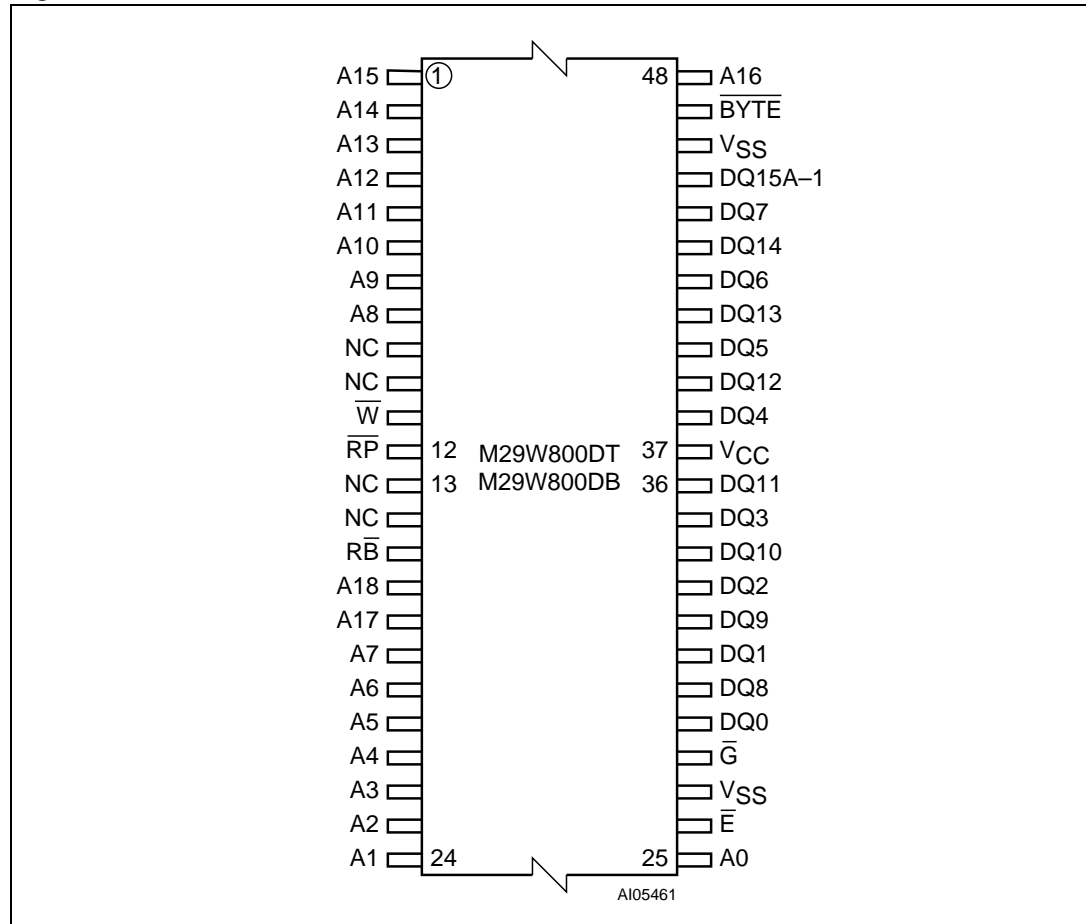 A15 ① 48 A16
A14 B̅Y̅T̅E̅
A13 VSS
A12 DQ15A–1
A11 DQ7
A10 DQ14
A9 DQ6
A8 DQ13
NC DQ5
NC DQ12
W̅ DQ4
R̅P̅ 12 M29W800DT 37 VCC
NC 13 M29W800DB 36 DQ11
NC DQ3
RB̅ DQ10
A18 DQ2
A17 DQ9
A7 DQ1
A6 DQ8
A5 DQ0
A4 G̅
A3 VSS
A2 E̅
A1 24 25 A0
AI05461